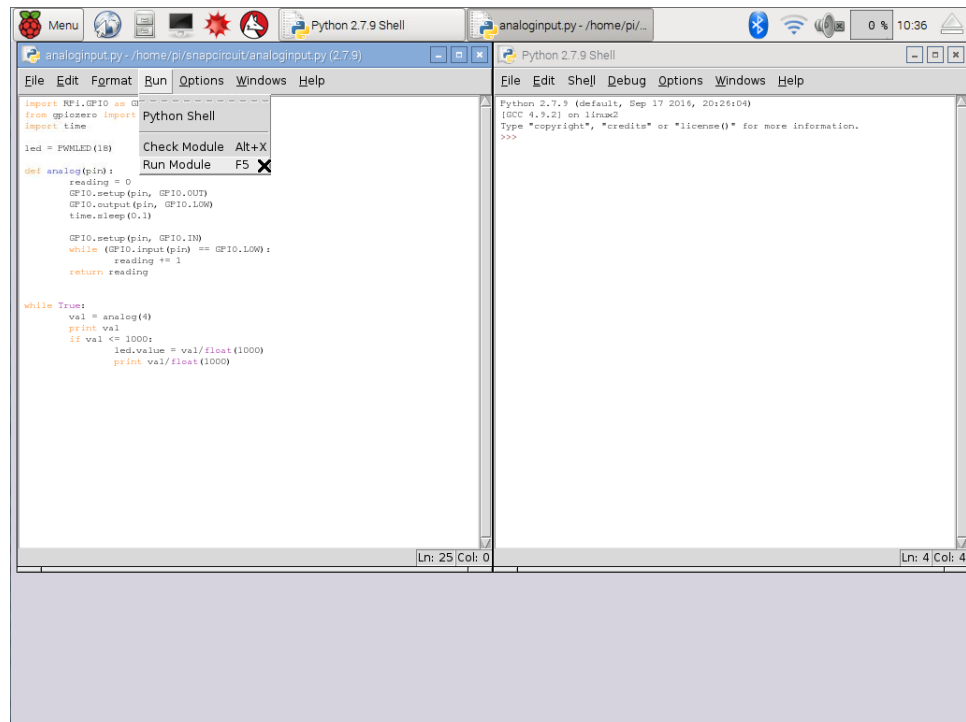 Menu
Python 2.7.9 Shell
analoginput.py - /home/pi/...
0 % 10:36
analoginput.py - /home/pi/snapcircuit/analoginput.py (2.7.9)
File Edit Format Run Options Windows Help
Python Shell
Check Module Alt+X
Run Module F5
import RPi.GPIO as
from gpiozero import
import time
led = PWMLED(18)
def analog(pin):
reading = 0
GPIO.setup(pin, GPIO.OUT)
GPIO.output(pin, GPIO.LOW)
time.sleep(0.1)
GPIO.setup(pin, GPIO.IN)
while (GPIO.input(pin) == GPIO.LOW):
reading += 1
return reading
while True:
val = analog(4)
print val
if val <= 1000:
led.value = val/float(1000)
print val/float(1000)
Ln: 25 Col: 0
Python 2.7.9 Shell
File Edit Shell Debug Options Windows Help
Python 2.7.9 (default, Sep 17 2016, 20:26:04)
[GCC 4.9.2] on linux2
Type "copyright", "credits" or "license()" for more information.
>>>
Ln: 4 Col: 4